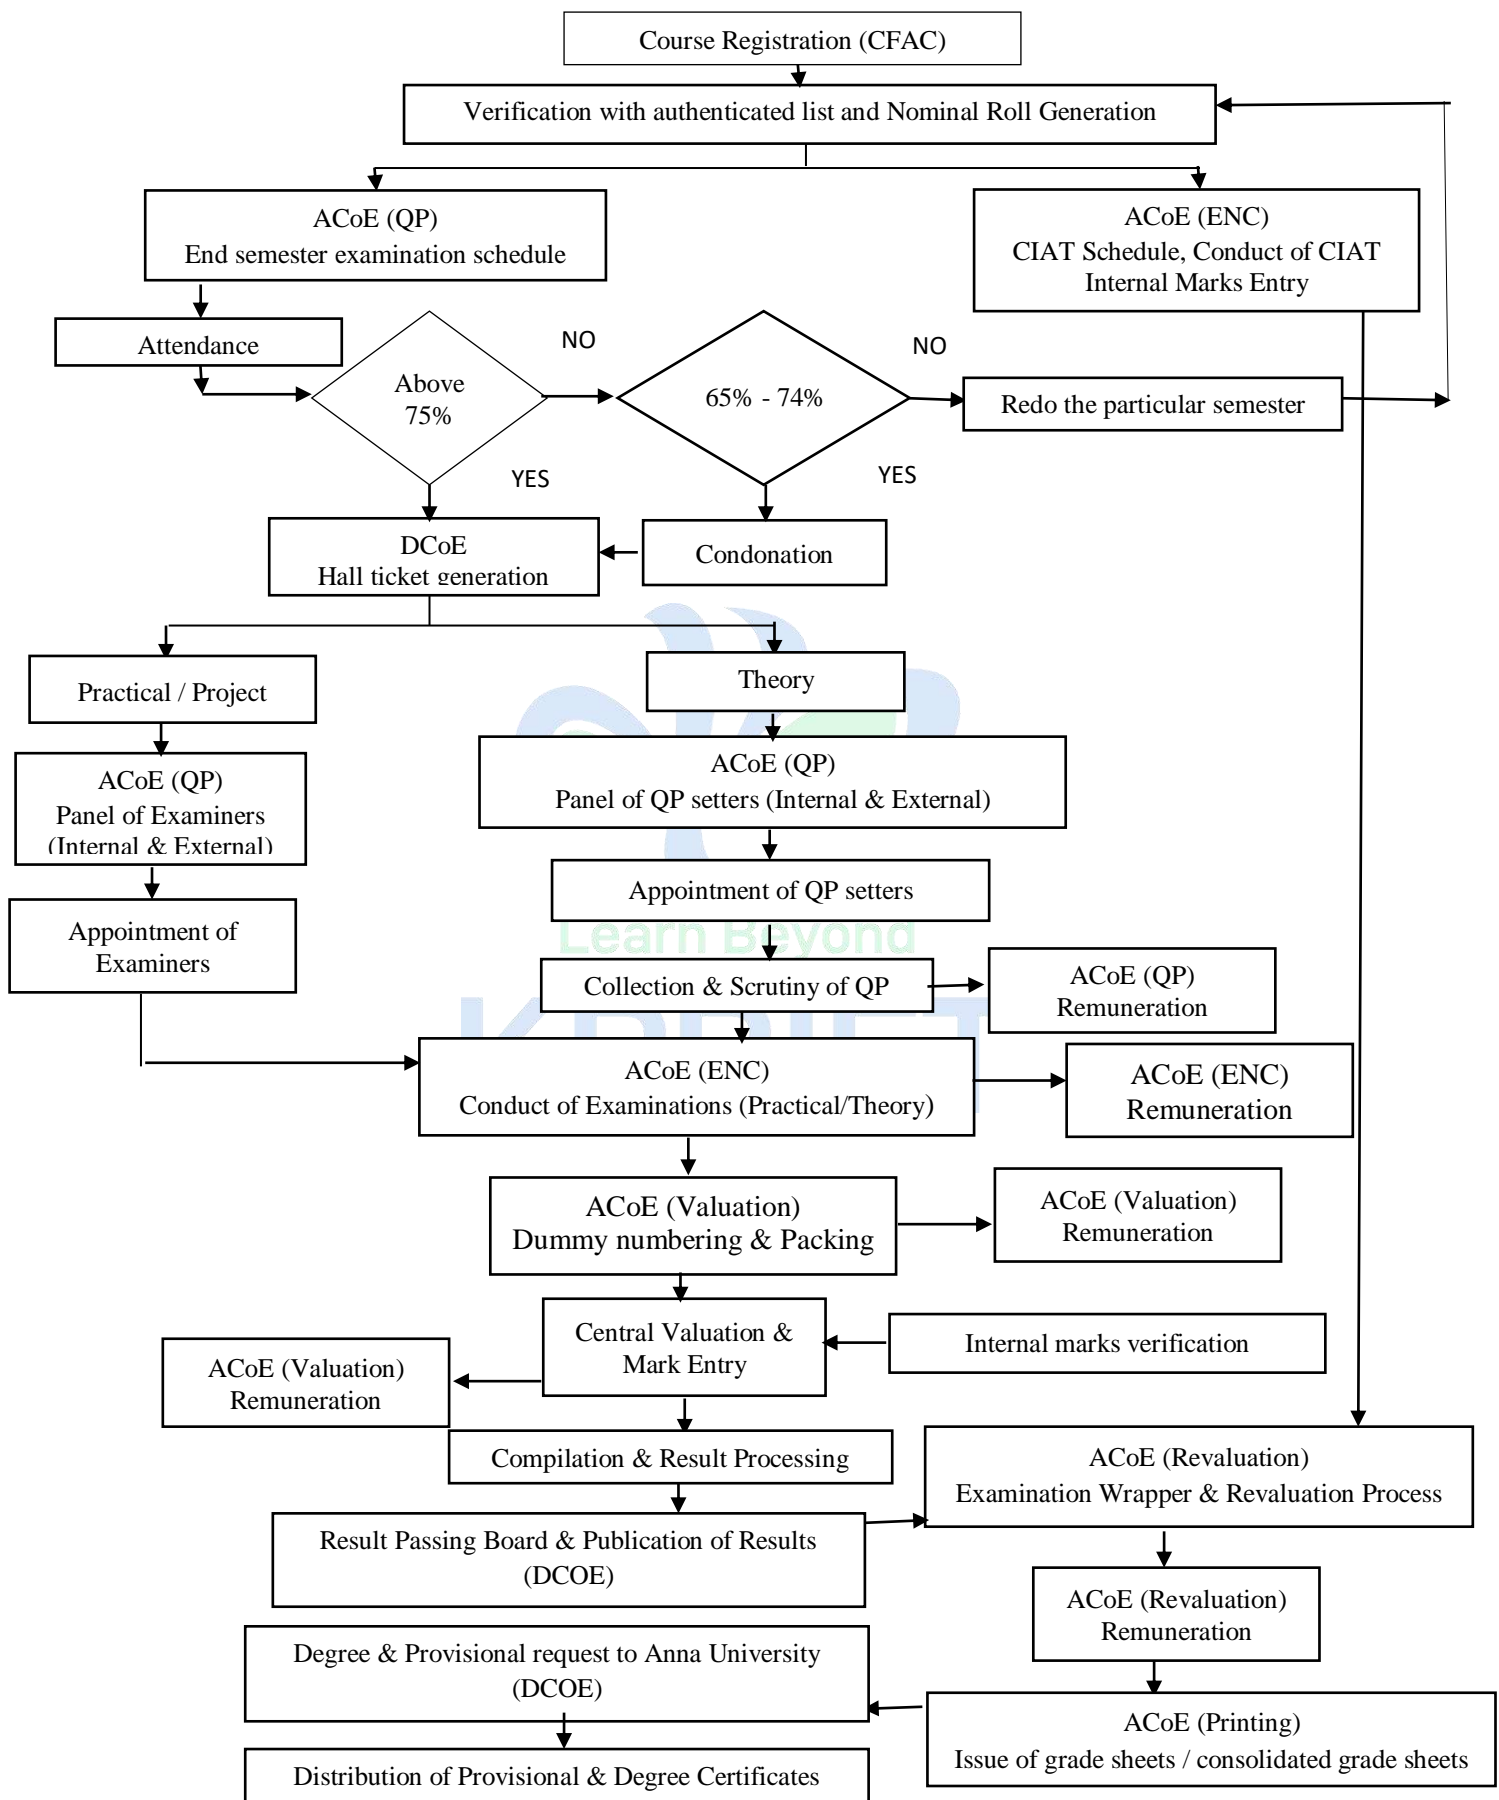 Course Registration (CFAC)
Verification with authenticated list and Nominal Roll Generation
ACoE (QP)
End semester examination schedule
ACoE (ENC)
CIAT Schedule, Conduct of CIAT
Internal Marks Entry
Attendance
Above
75%
NO
65% - 74%
NO
Redo the particular semester
YES
YES
DCoE
Hall ticket generation
Condonation
Practical / Project
Theory
ACoE (QP)
Panel of Examiners
(Internal & External)
ACoE (QP)
Panel of QP setters (Internal & External)
Appointment of QP setters
Appointment of
Examiners
Learn Beyond
Collection & Scrutiny of QP
ACoE (QP)
Remuneration
ACoE (ENC)
Conduct of Examinations (Practical/Theory)
ACoE (ENC)
Remuneration
ACoE (Valuation)
Dummy numbering & Packing
ACoE (Valuation)
Remuneration
Central Valuation &
Mark Entry
Internal marks verification
ACoE (Valuation)
Remuneration
Compilation & Result Processing
ACoE (Revaluation)
Examination Wrapper & Revaluation Process
Result Passing Board & Publication of Results
(DCOE)
ACoE (Revaluation)
Remuneration
Degree & Provisional request to Anna University
(DCOE)
ACoE (Printing)
Issue of grade sheets / consolidated grade sheets
Distribution of Provisional & Degree Certificates